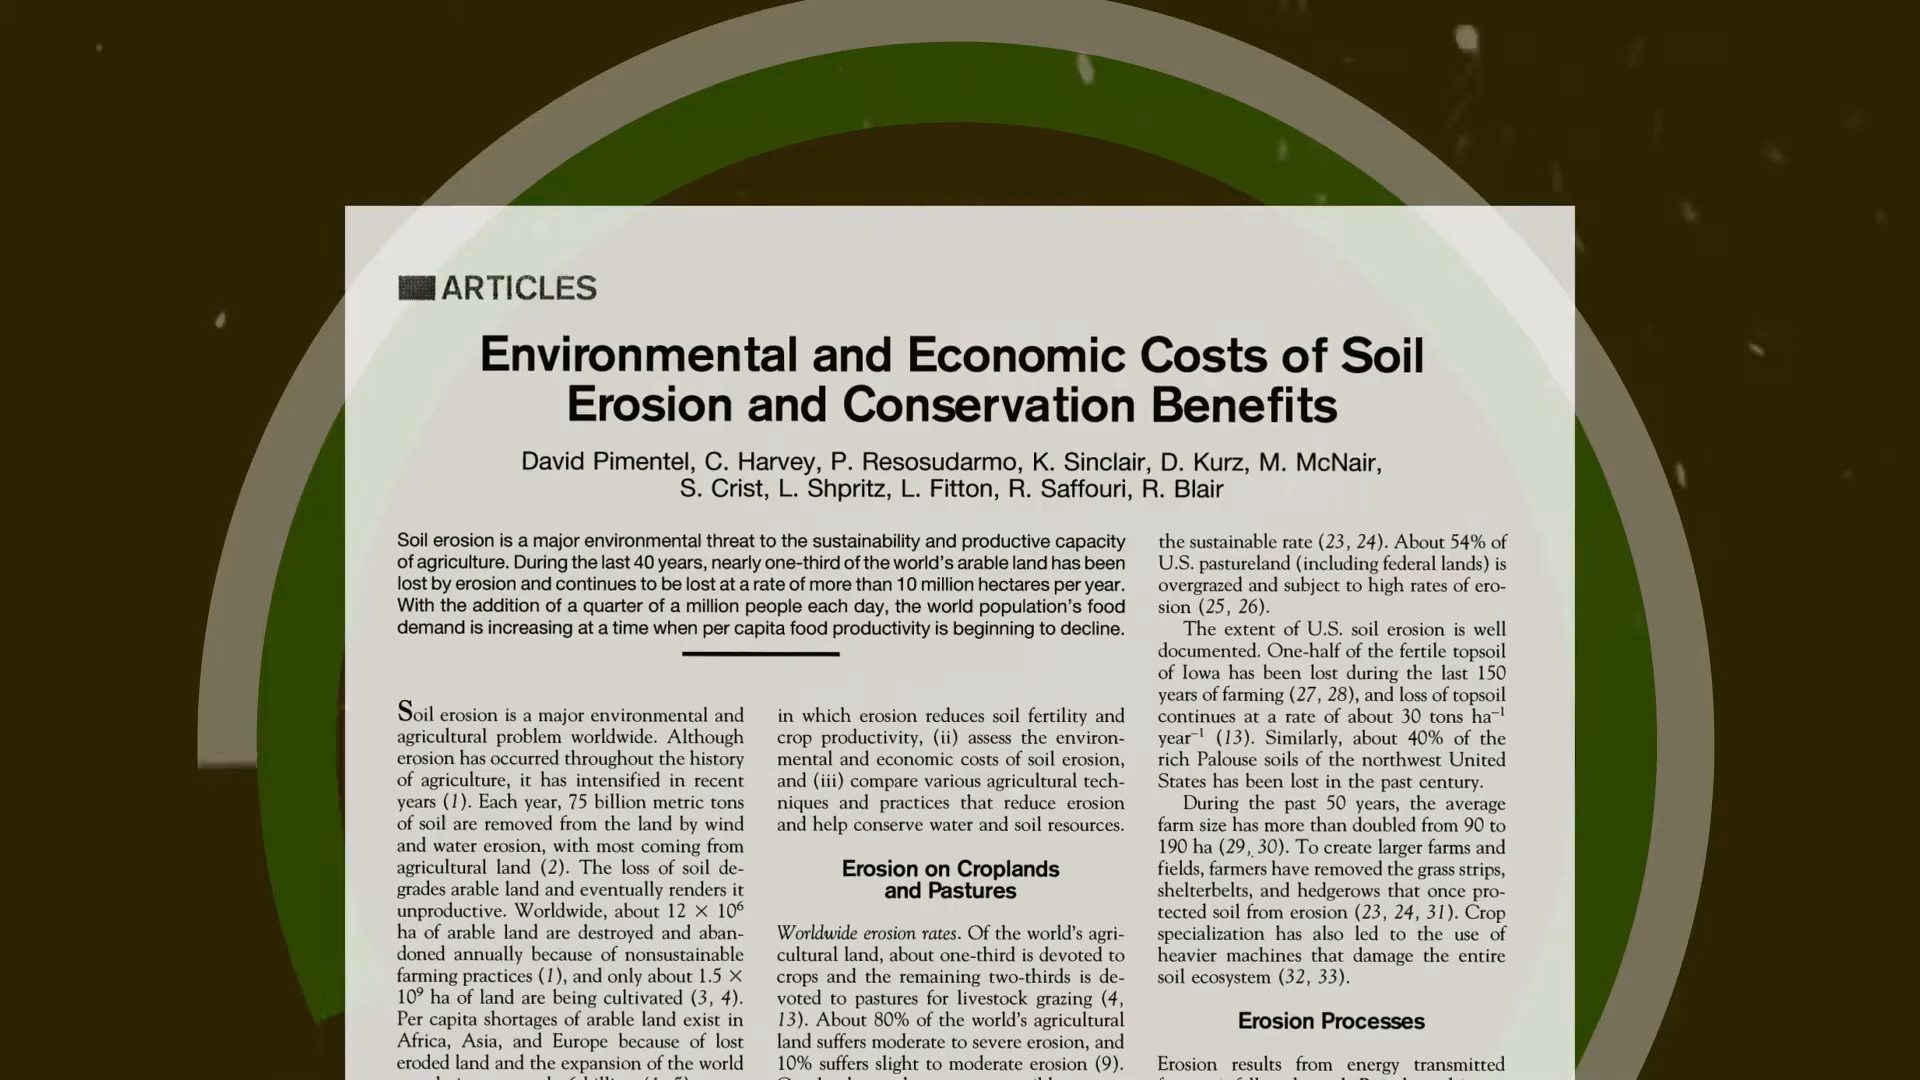 ARTICLES
Environmental and Economic Costs of Soil
Erosion and Conservation Benefits
David Pimentel, C. Harvey, P. Resosudarmo, K. Sinclair, D. Kurz, M. McNair,
S. Crist, L. Shpritz, L. Fitton, R. Saffouri, R. Blair
Soil erosion is a major environmental threat to the sustainability and productive capacity
of agriculture. During the last 40 years, nearly one-third of the world's arable land has been
lost by erosion and continues to be lost at a rate of more than 10 million hectares per year.
With the addition of a quarter of a million people each day, the world population's food
demand is increasing at a time when per capita food productivity is beginning to decline.
Soil erosion is a major environmental and
agricultural problem worldwide. Although
erosion has occurred throughout the history
of agriculture, it has intensified in recent
years (1). Each year, 75 billion metric tons
of soil are removed from the land by wind
and water erosion, with most coming from
agricultural land (2). The loss of soil de-
grades arable land and eventually renders it
unproductive. Worldwide, about 12 × 10⁶
ha of arable land are destroyed and aban-
doned annually because of nonsustainable
farming practices (1), and only about 1.5 ×
10⁹ ha of land are being cultivated (3, 4).
Per capita shortages of arable land exist in
Africa, Asia, and Europe because of lost
eroded land and the expansion of the world
in which erosion reduces soil fertility and
crop productivity, (ii) assess the environ-
mental and economic costs of soil erosion,
and (iii) compare various agricultural tech-
niques and practices that reduce erosion
and help conserve water and soil resources.
Erosion on Croplands
and Pastures
Worldwide erosion rates. Of the world's agri-
cultural land, about one-third is devoted to
crops and the remaining two-thirds is de-
voted to pastures for livestock grazing (4,
13). About 80% of the world's agricultural
land suffers moderate to severe erosion, and
10% suffers slight to moderate erosion (9).
the sustainable rate (23, 24). About 54% of
U.S. pastureland (including federal lands) is
overgrazed and subject to high rates of ero-
sion (25, 26).
The extent of U.S. soil erosion is well
documented. One-half of the fertile topsoil
of Iowa has been lost during the last 150
years of farming (27, 28), and loss of topsoil
continues at a rate of about 30 tons ha⁻¹
year⁻¹ (13). Similarly, about 40% of the
rich Palouse soils of the northwest United
States has been lost in the past century.
During the past 50 years, the average
farm size has more than doubled from 90 to
190 ha (29, 30). To create larger farms and
fields, farmers have removed the grass strips,
shelterbelts, and hedgerows that once pro-
tected soil from erosion (23, 24, 31). Crop
specialization has also led to the use of
heavier machines that damage the entire
soil ecosystem (32, 33).
Erosion Processes
Erosion results from energy transmitted